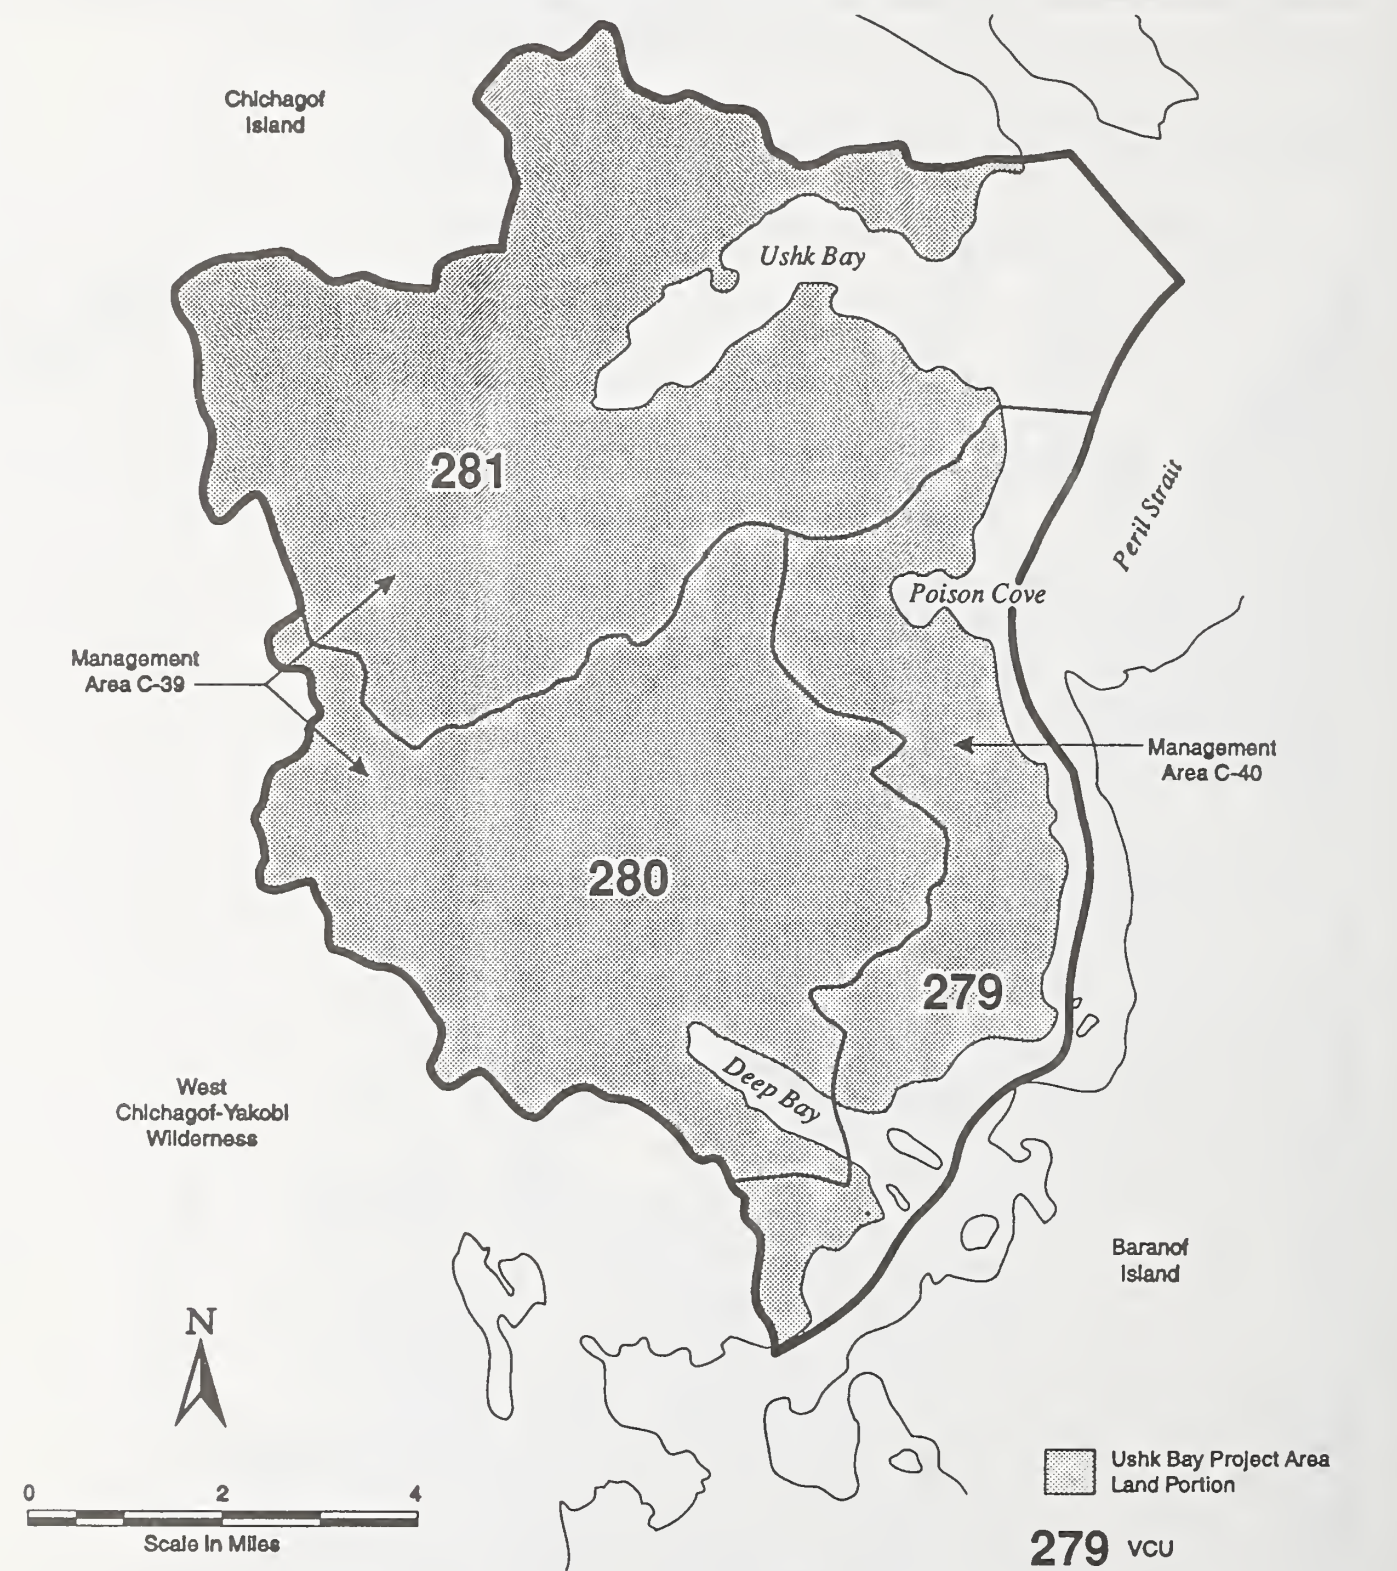 Chichagof
Island
Ushk Bay
281
Peril Strait
Poison Cove
Management
Area C-39
Management
Area C-40
280
279
Deep Bay
West
Chichagof-Yakobi
Wilderness
Baranof
Island
N
0 2 4
Scale in Miles
Ushk Bay Project Area
Land Portion
279 VCU